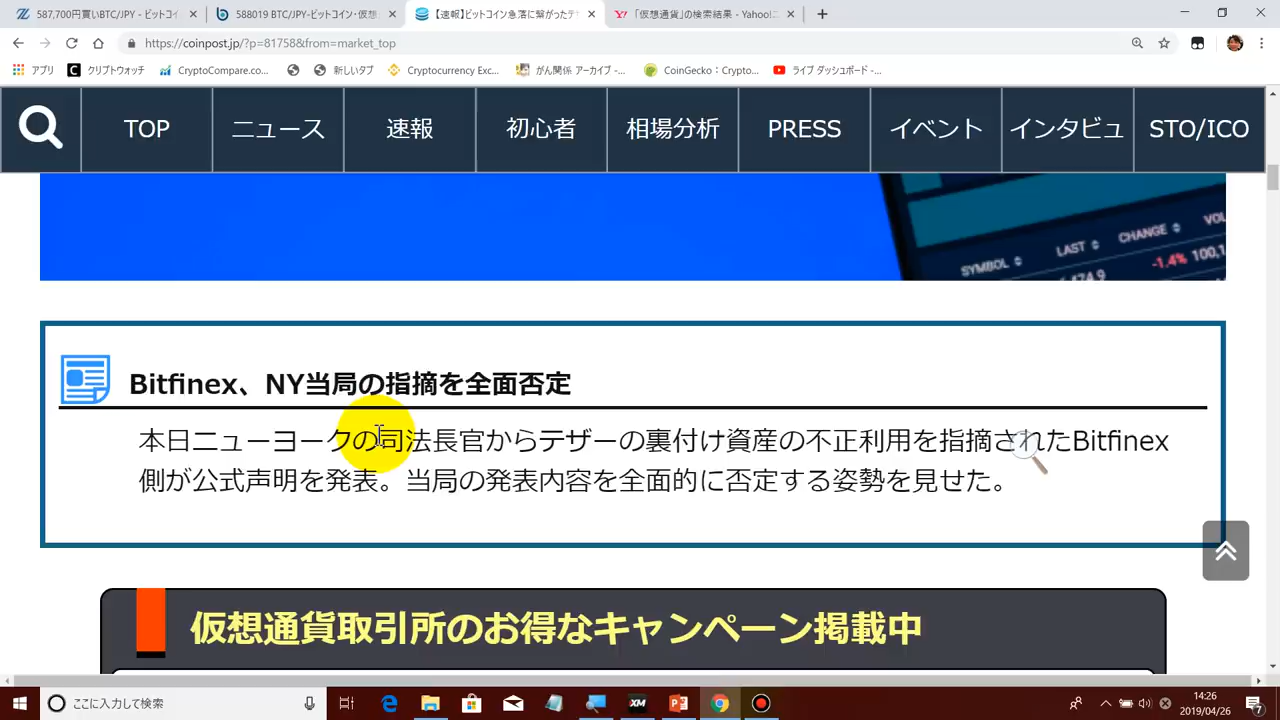 587,700円買いBTC/JPY - ビットコイ
588019 BTC/JPY-ビットコイン・仮想
【速報】ビットコイン急落に繋がったテ
「仮想通貨」の検索結果 - Yahoo!
https://coinpost.jp/?p=81758&from=market_top
アプリ
クリプトウォッチ
CryptoCompare.co...
新しいタブ
Cryptocurrency Exc...
がん関係 アーカイブ -...
CoinGecko : Crypto...
ライブ ダッシュボード -...
TOP
ニュース
速報
初心者
相場分析
PRESS
イベント
インタビュ
STO/ICO
SYMBOL
LAST
CHANGE
VOL
474.9
-1.4%
100,1
Bitfinex、NY当局の指摘を全面否定
本日ニューヨークの司法長官からテザーの裏付け資産の不正利用を指摘されたBitfinex
側が公式声明を発表。当局の発表内容を全面的に否定する姿勢を見せた。
仮想通貨取引所のお得なキャンペーン掲載中
ここに入力して検索
XM
14:26
2019/04/26
7